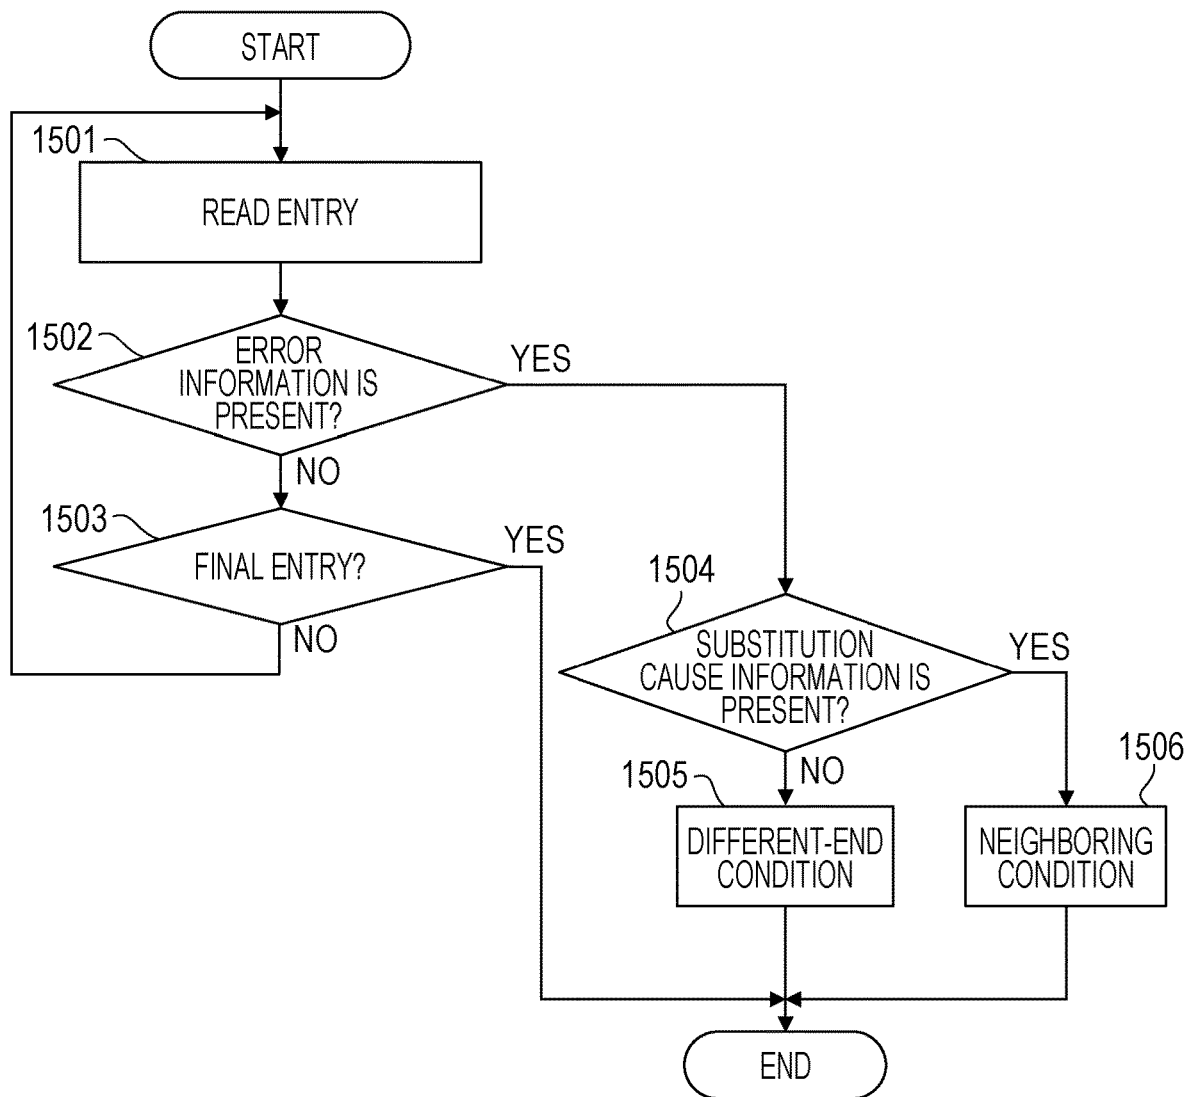 START
1501
READ ENTRY
1502
ERROR
INFORMATION IS
PRESENT?
YES
NO
1503
FINAL ENTRY?
YES
NO
1504
SUBSTITUTION
CAUSE INFORMATION IS
PRESENT?
YES
NO
1505
DIFFERENT-END
CONDITION
1506
NEIGHBORING
CONDITION
END